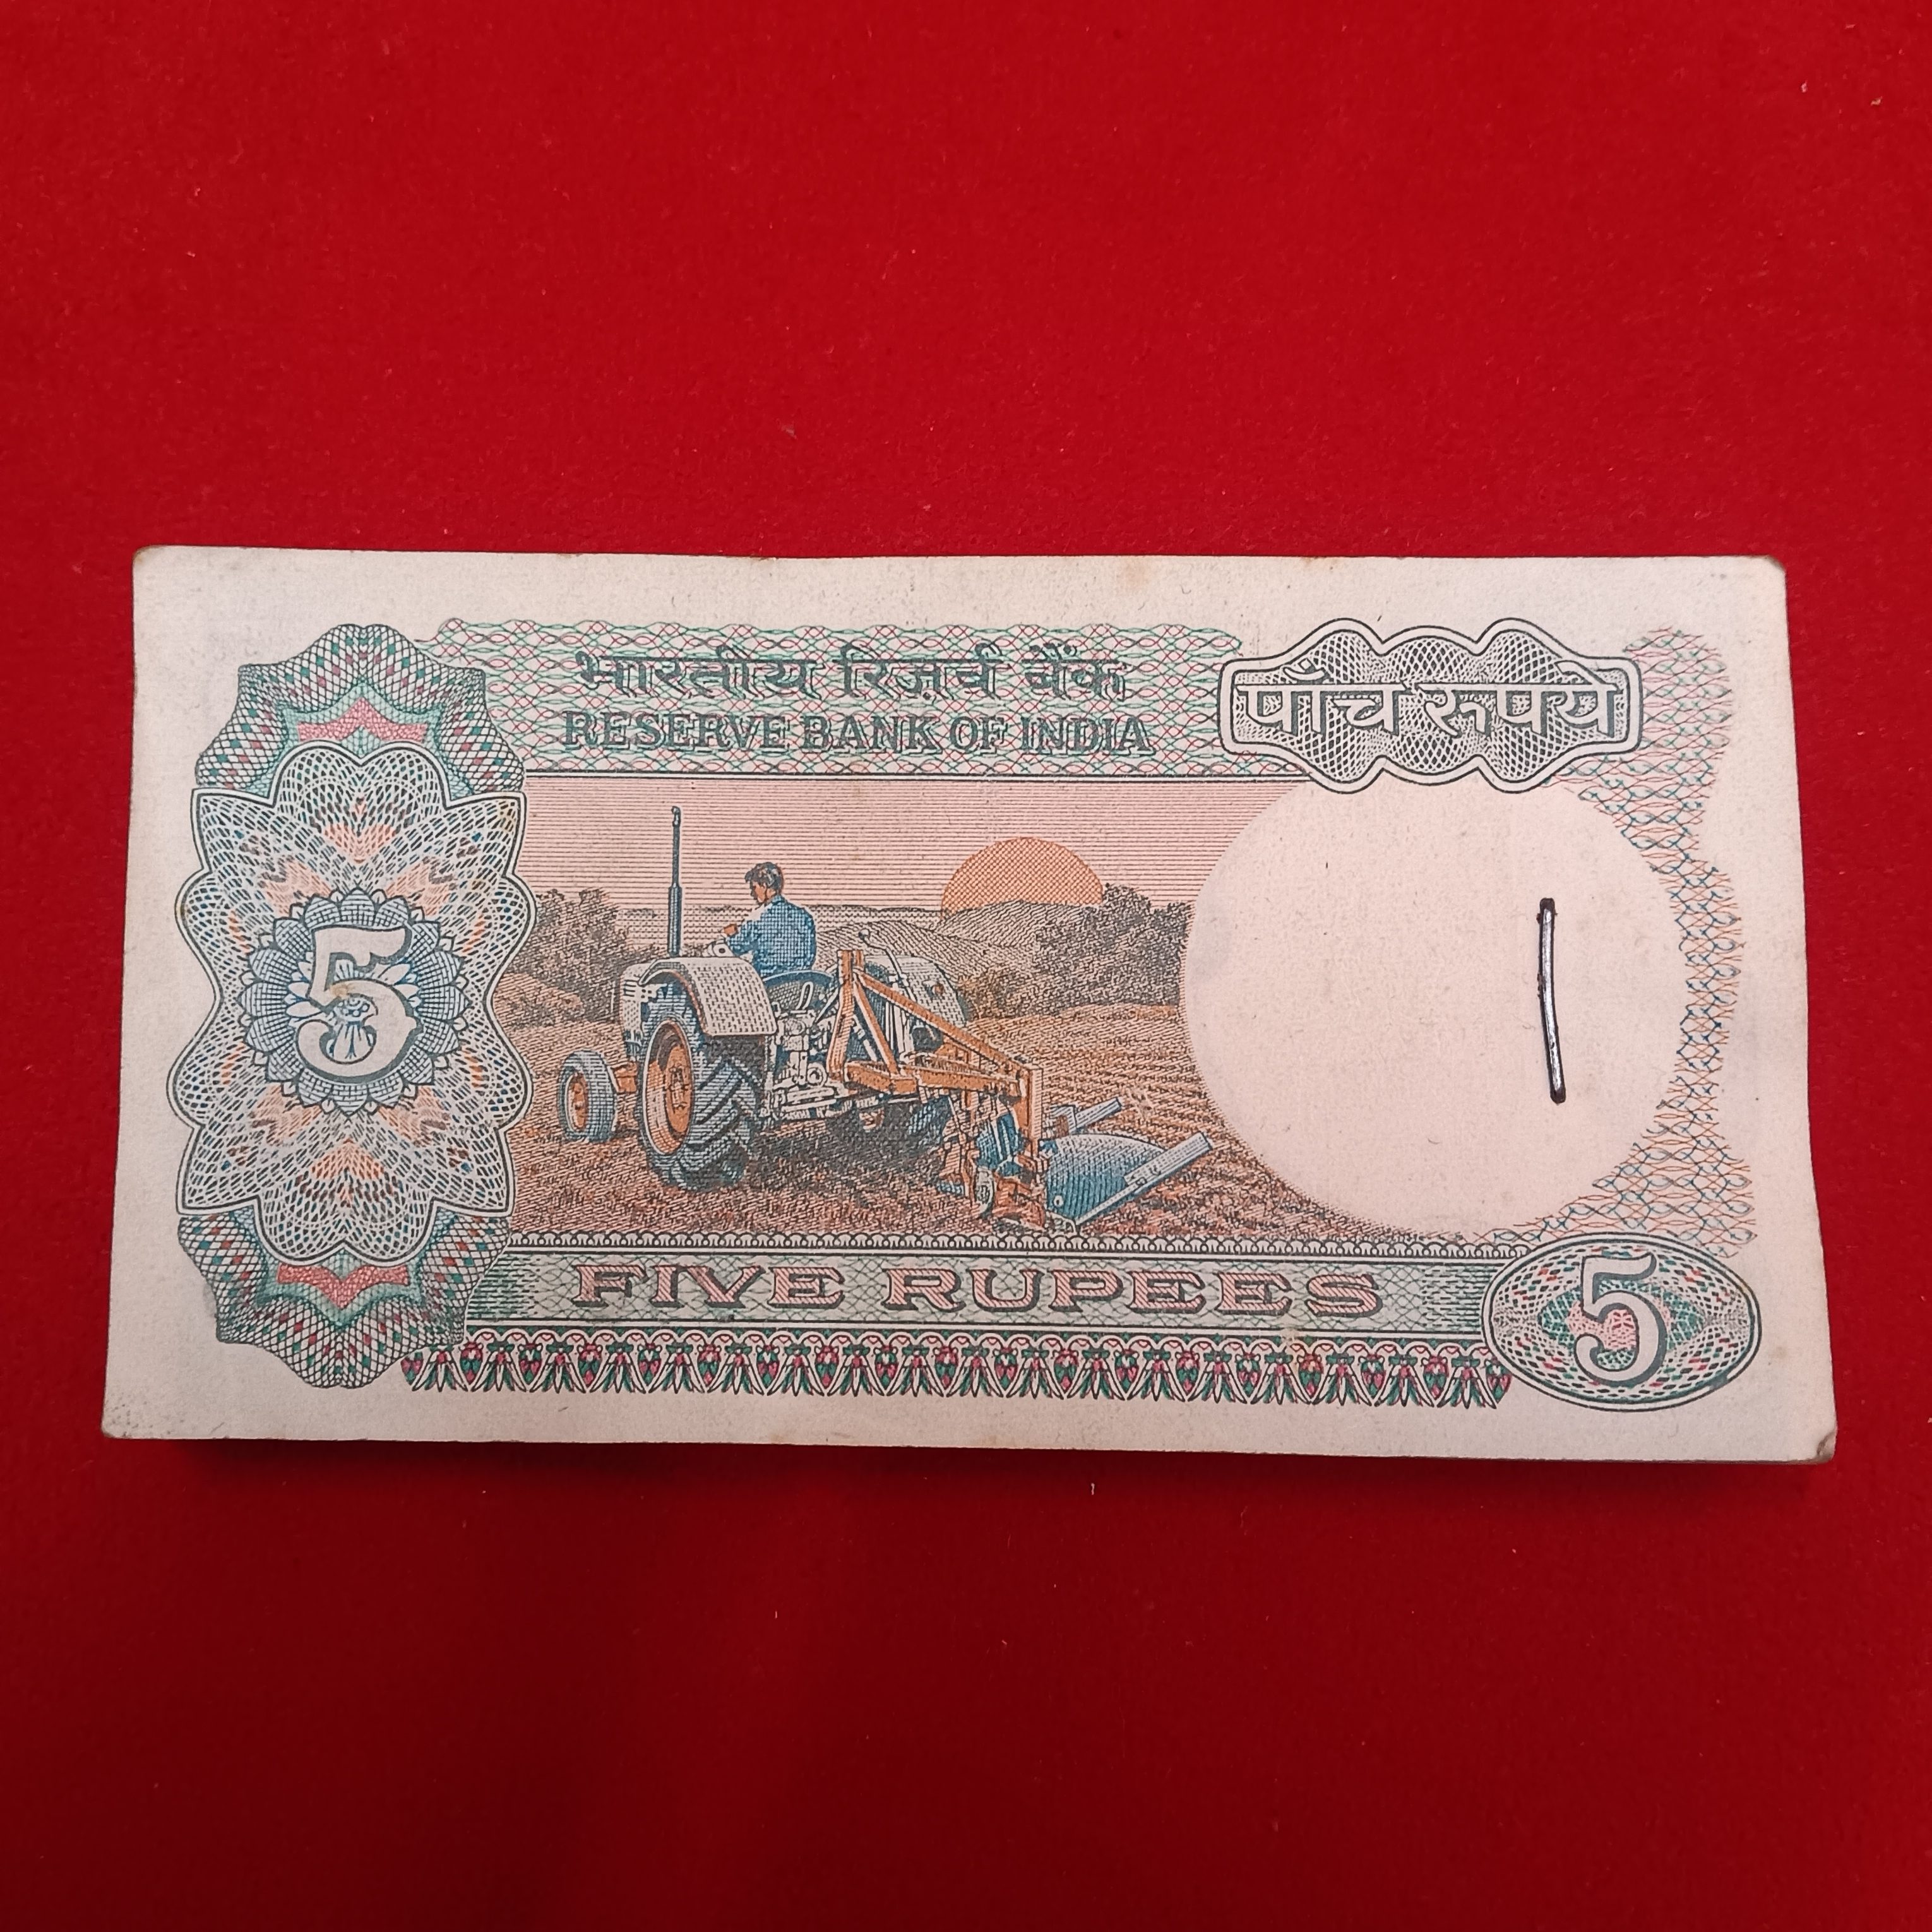 भारतीय रिज़र्व बैंक
RESERVE BANK OF INDIA
पाँच रूपये
5
FIVE RUPEES
5